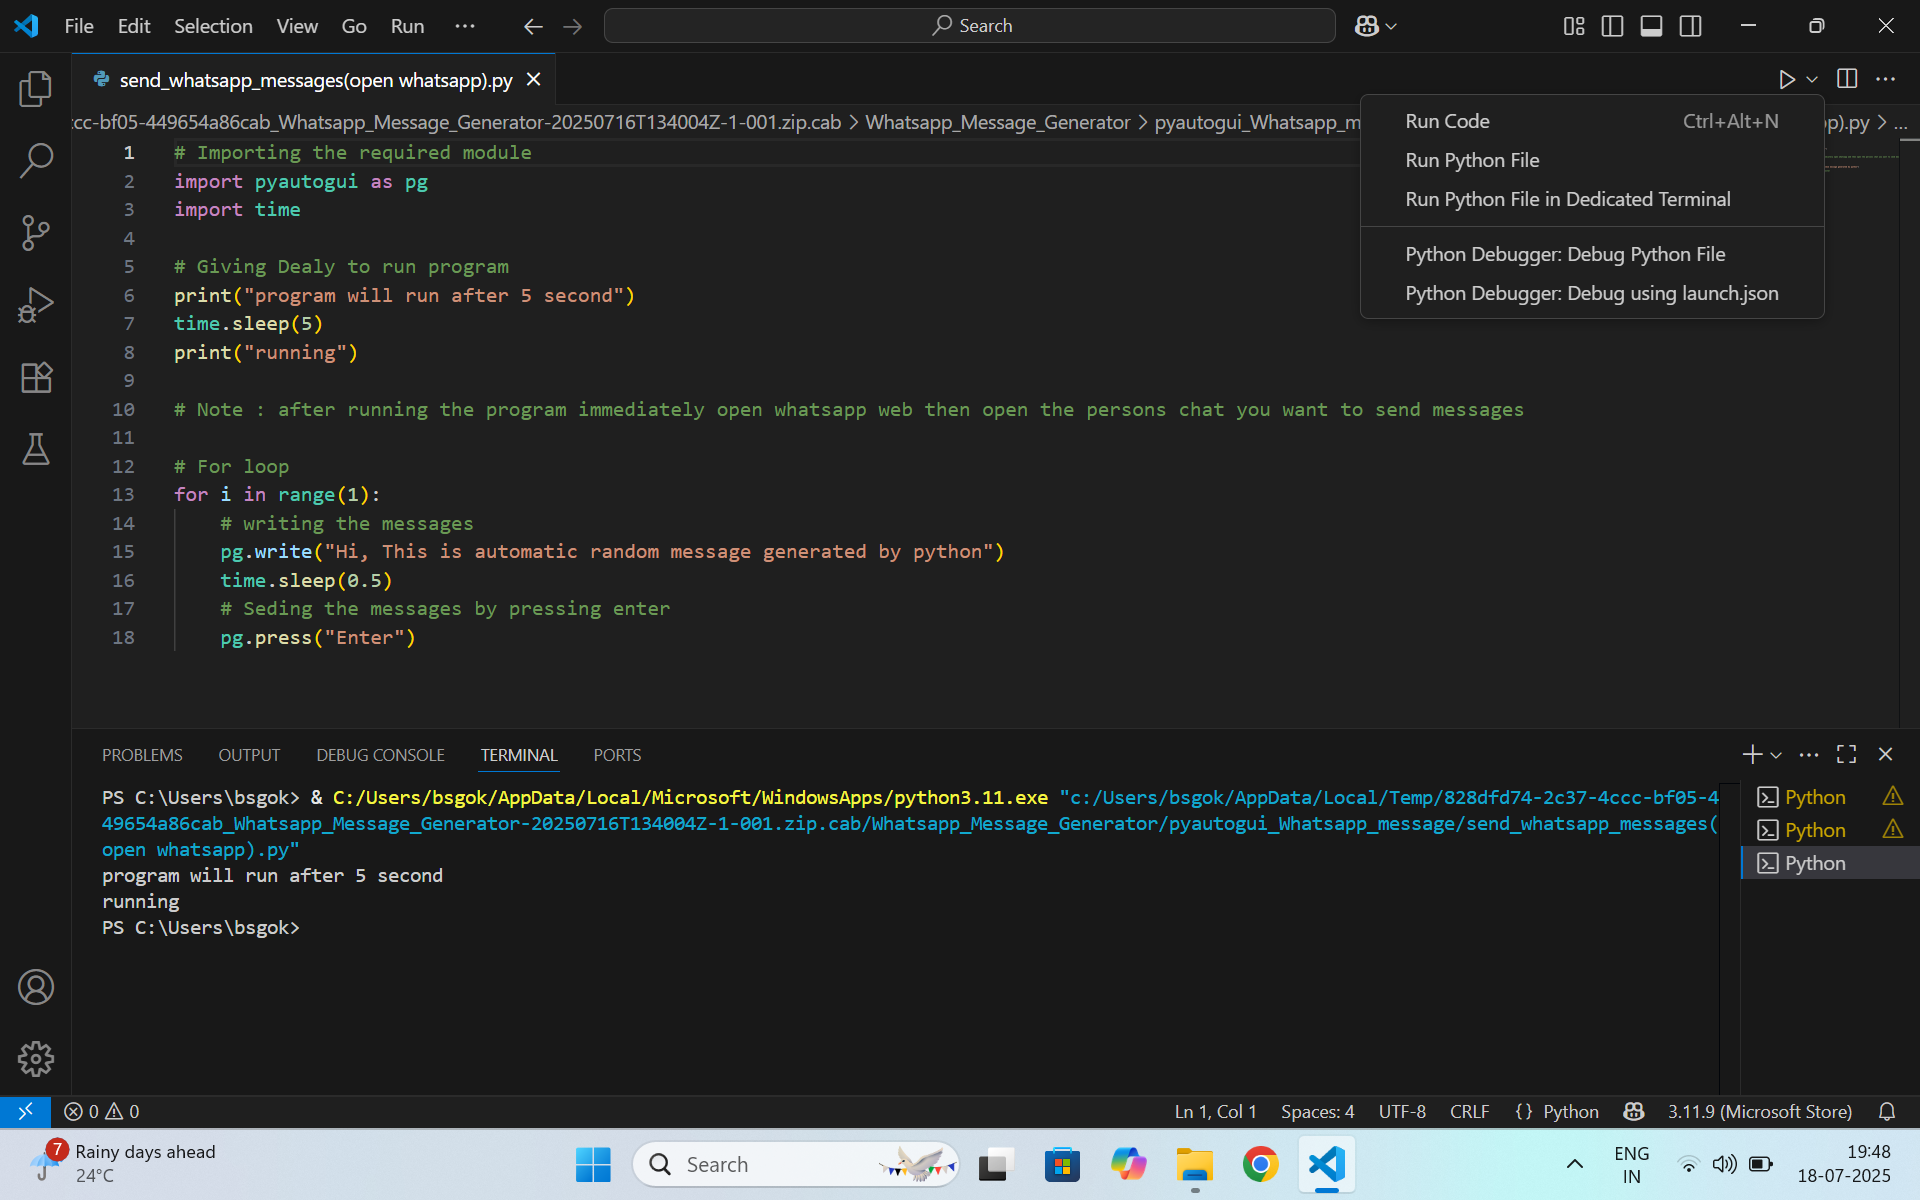 File Edit Selection View Go Run ··· Search
send_whatsapp_messages(open whatsapp).py
ccc-bf05-449654a86cab_Whatsapp_Message_Generator-20250716T134004Z-1-001.zip.cab > Whatsapp_Message_Generator > pyautogui_Whatsapp_m p).py > ...
Run Code Ctrl+Alt+N
Run Python File
Run Python File in Dedicated Terminal
Python Debugger: Debug Python File
Python Debugger: Debug using launch.json
1 # Importing the required module
2 import pyautogui as pg
3 import time
4
5 # Giving Dealy to run program
6 print("program will run after 5 second")
7 time.sleep(5)
8 print("running")
9
10 # Note : after running the program immediately open whatsapp web then open the persons chat you want to send messages
11
12 # For loop
13 for i in range(1):
14 # writing the messages
15 pg.write("Hi, This is automatic random message generated by python")
16 time.sleep(0.5)
17 # Seding the messages by pressing enter
18 pg.press("Enter")
PROBLEMS OUTPUT DEBUG CONSOLE TERMINAL PORTS
PS C:\Users\bsgok> & C:/Users/bsgok/AppData/Local/Microsoft/WindowsApps/python3.11.exe "c:/Users/bsgok/AppData/Local/Temp/828dfd74-2c37-4ccc-bf05-4
49654a86cab_Whatsapp_Message_Generator-20250716T134004Z-1-001.zip.cab/Whatsapp_Message_Generator/pyautogui_Whatsapp_message/send_whatsapp_messages(
open whatsapp).py"
program will run after 5 second
running
PS C:\Users\bsgok>
Python
Python
Python
0 0 Ln 1, Col 1 Spaces: 4 UTF-8 CRLF {} Python 3.11.9 (Microsoft Store)
7 Rainy days ahead
24°C
Search
ENG
IN
19:48
18-07-2025